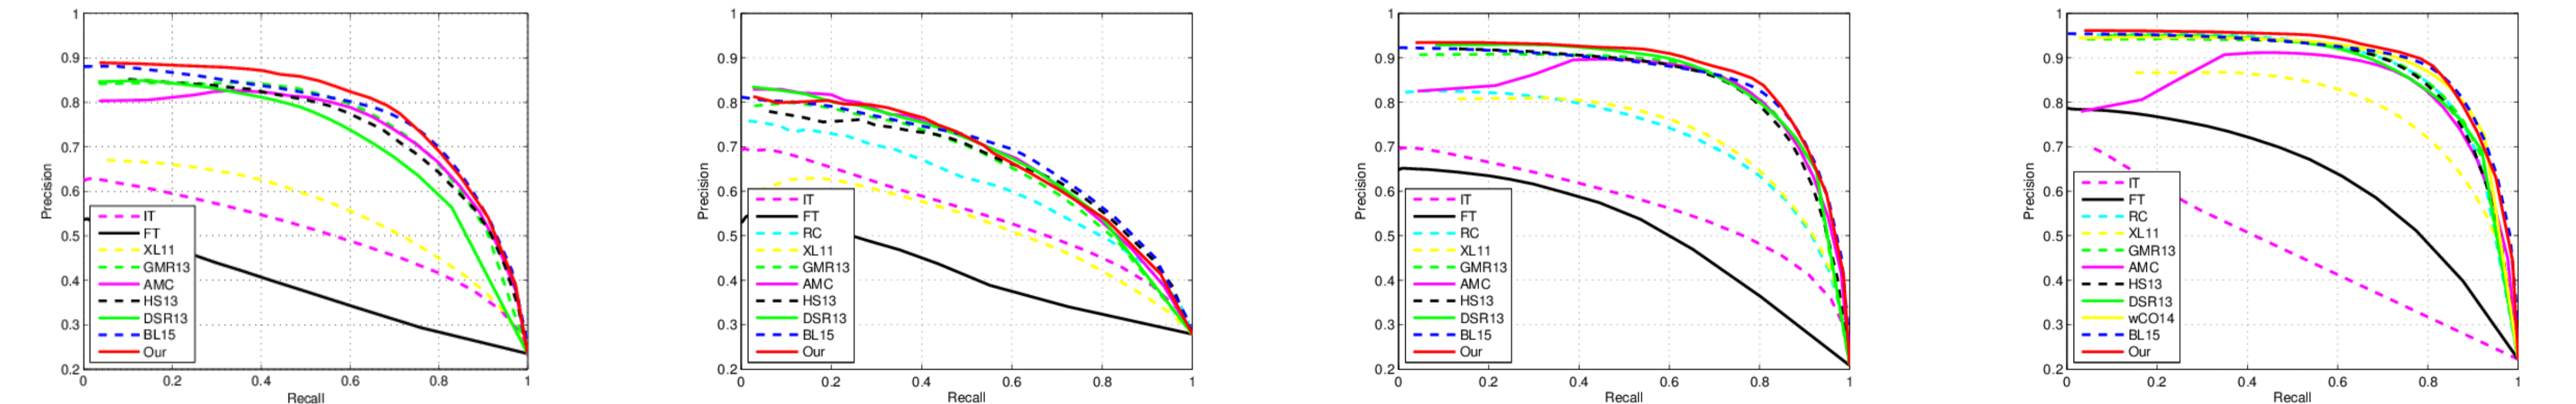 1
0.9
0.8
0.7
0.6
0.5
0.4
0.3
0.2
0 0.2 0.4 0.6 0.8 1
Precision
Recall
IT
FT
XL11
GMR13
AMC
HS13
DSR13
BL15
Our
1
0.9
0.8
0.7
0.6
0.5
0.4
0.3
0.2
0 0.2 0.4 0.6 0.8 1
Precision
Recall
IT
FT
RC
XL11
GMR13
AMC
HS13
DSR13
BL15
Our
1
0.9
0.8
0.7
0.6
0.5
0.4
0.3
0.2
0 0.2 0.4 0.6 0.8 1
Precision
Recall
IT
FT
RC
XL11
GMR13
AMC
HS13
DSR13
BL15
Our
1
0.9
0.8
0.7
0.6
0.5
0.4
0.3
0.2
0 0.2 0.4 0.6 0.8 1
Precision
Recall
IT
FT
RC
XL11
GMR13
AMC
HS13
DSR13
wCO14
BL15
Our